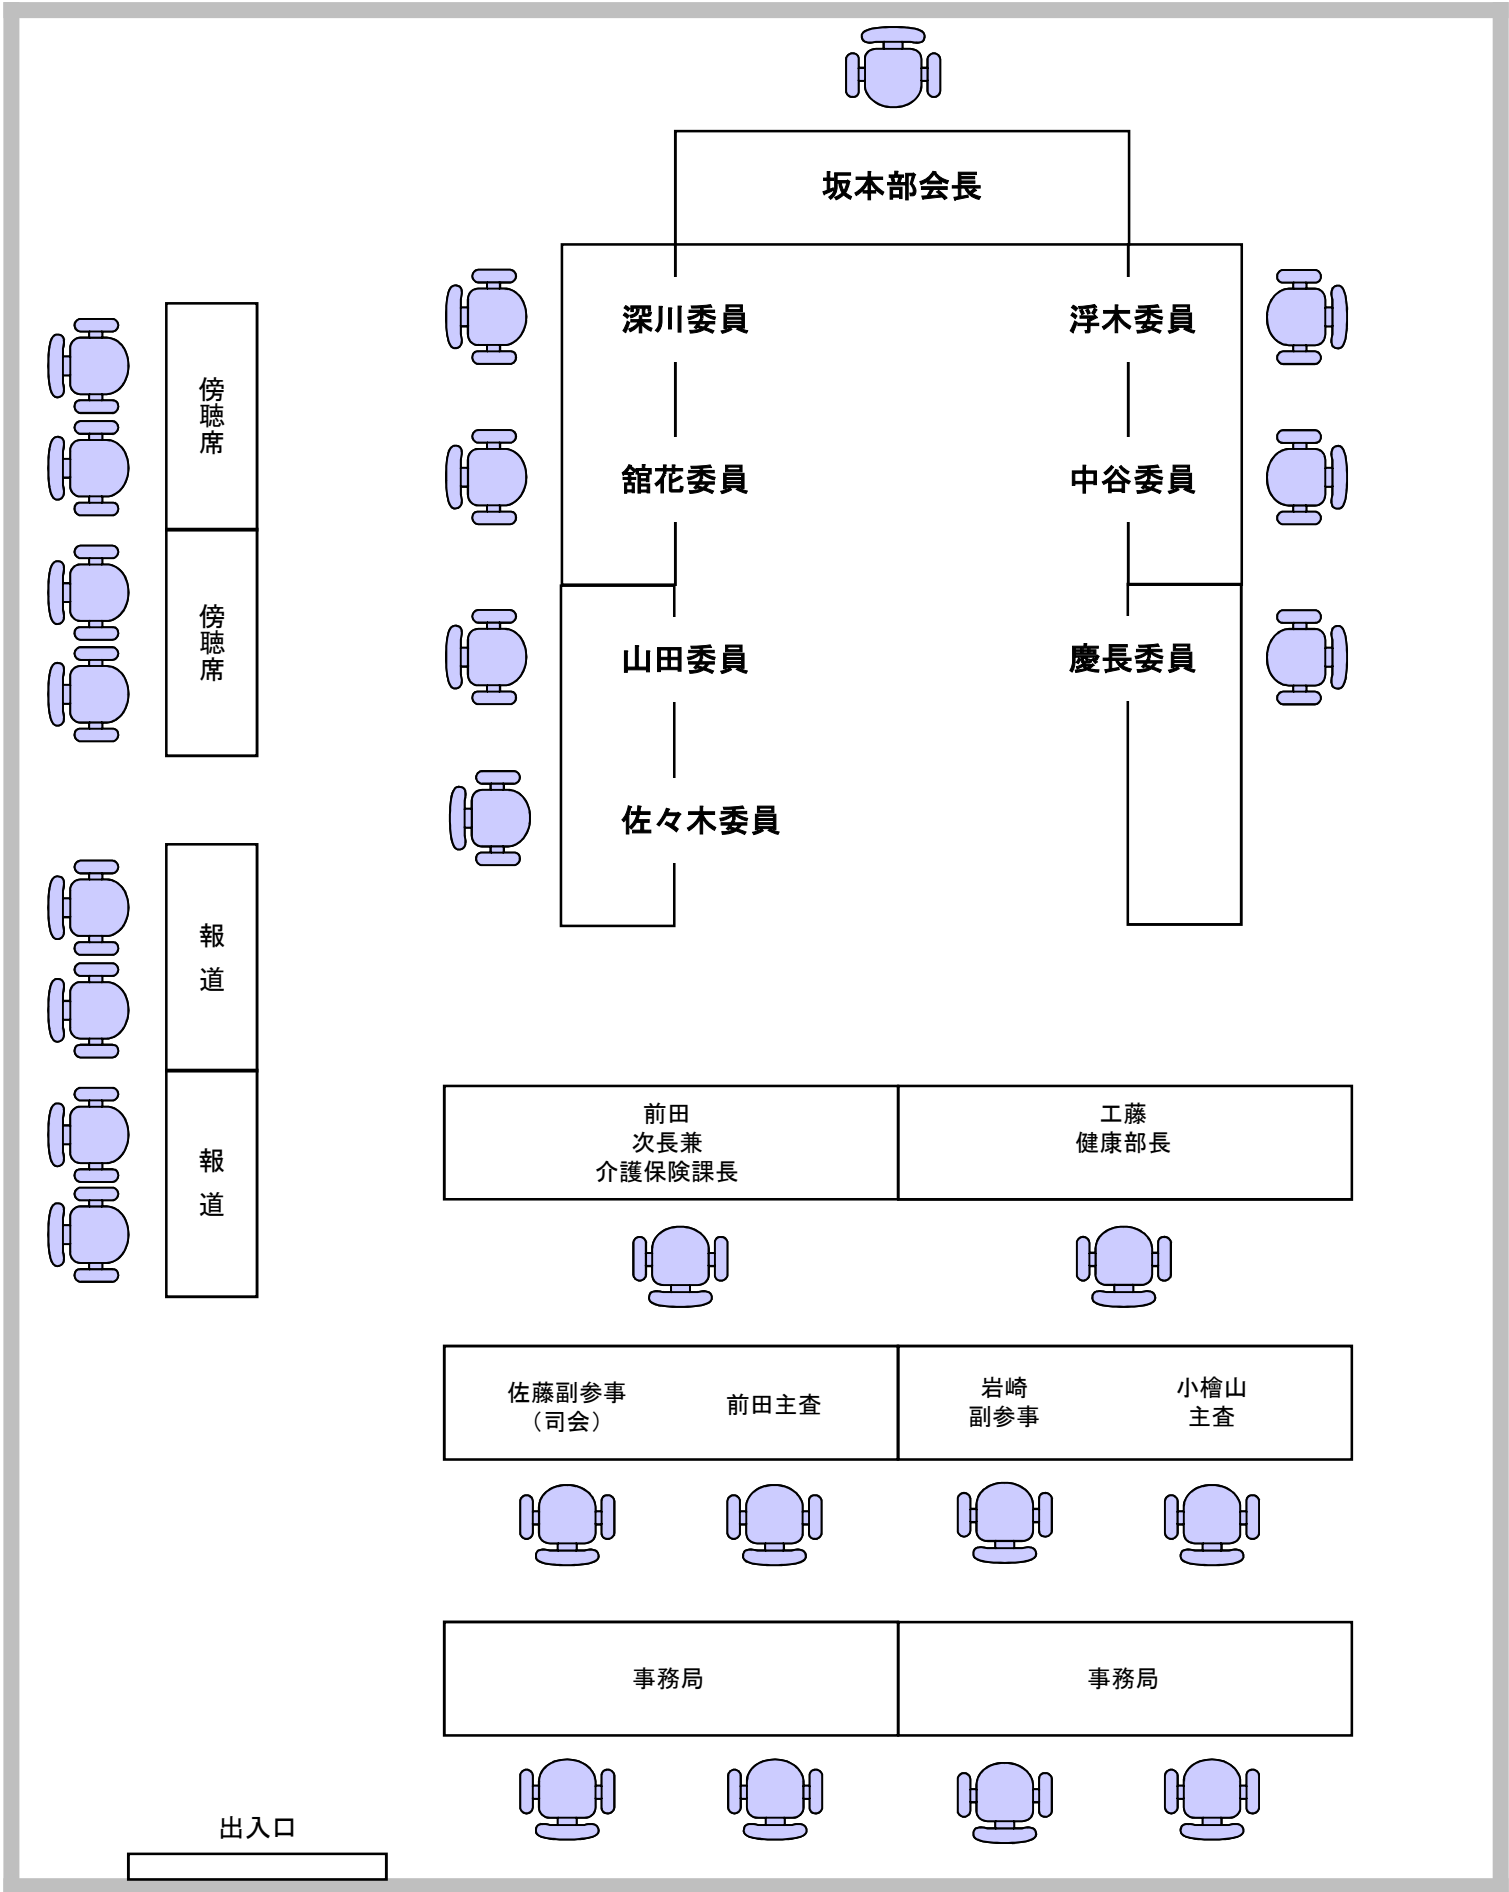 坂本部会長
深川委員
浮木委員
舘花委員
中谷委員
山田委員
慶長委員
佐々木委員
傍聴席
傍聴席
報道
報道
前田
次長兼
介護保険課長
工藤
健康部長
佐藤副参事
（司会）
前田主査
岩崎
副参事
小檜山
主査
事務局
事務局
出入口